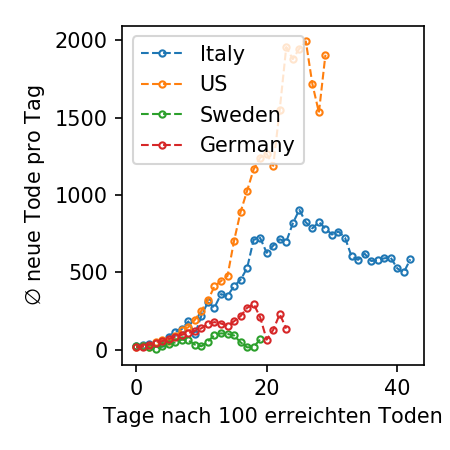 2000
1500
1000
500
0
∅ neue Tode pro Tag
Italy
US
Sweden
Germany
0
20
40
Tage nach 100 erreichten Toden